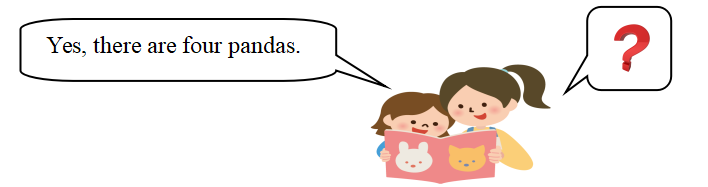 Yes, there are four pandas.
?